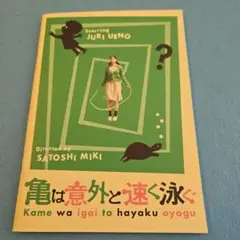 Starring
JURI UENO
?
Directed by
SATOSHI MIKI
亀は意外と速く泳ぐ
Kame wa igai to hayaku oyogu